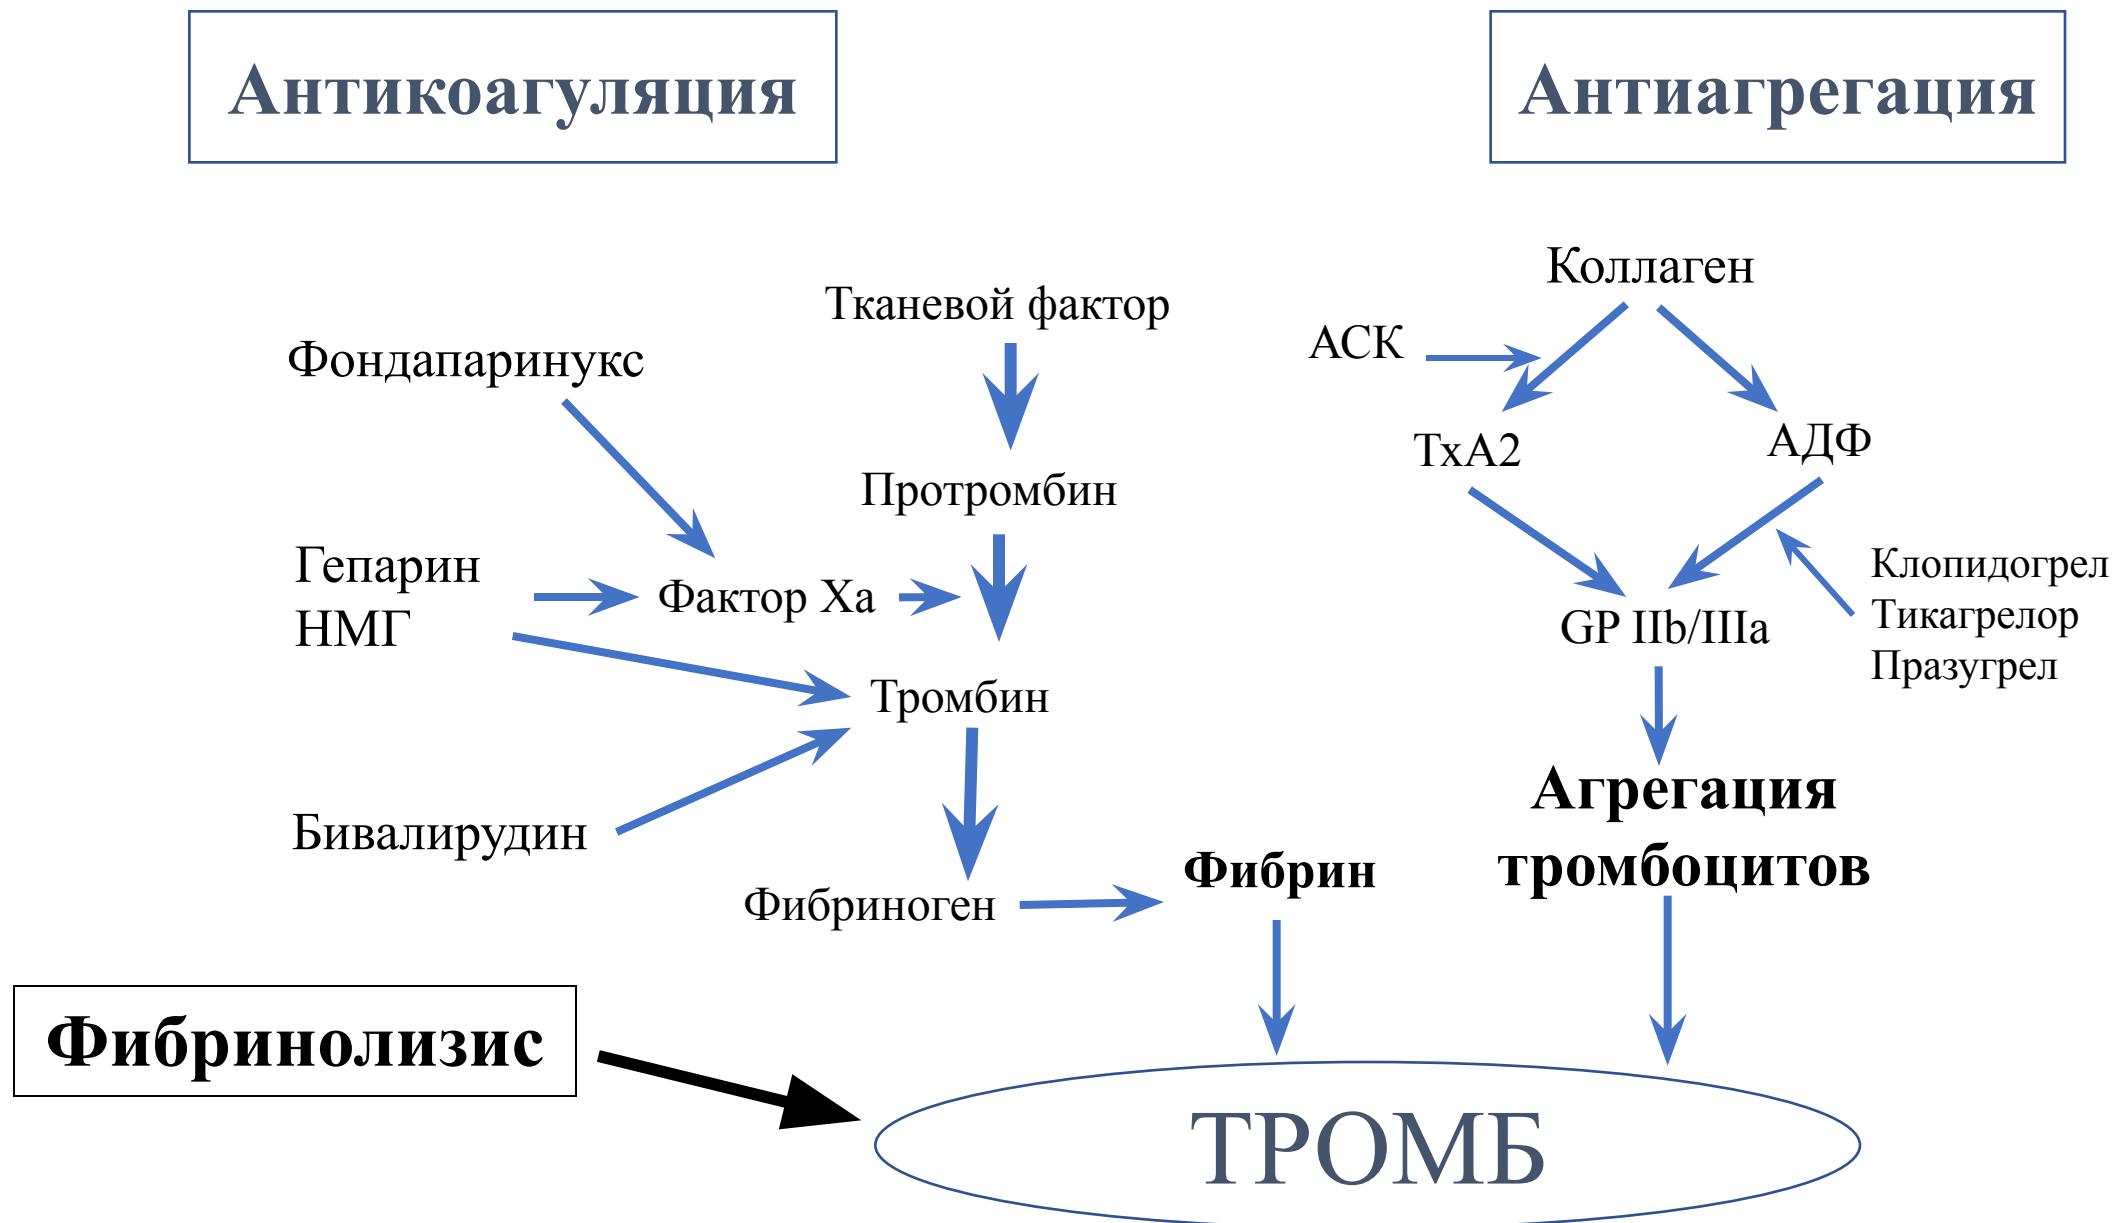 Антикоагуляция
Антиагрегация
Коллаген
Тканевой фактор
АСК
Фондапаринукс
TxA2
АДФ
Протромбин
Гепарин
НМГ
Фактор Xa
Клопидогрел
Тикагрелор
Празугрел
GP IIb/IIIa
Тромбин
Агрегация
тромбоцитов
Бивалирудин
Фибрин
Фибриноген
Фибринолизис
ТРОМБ